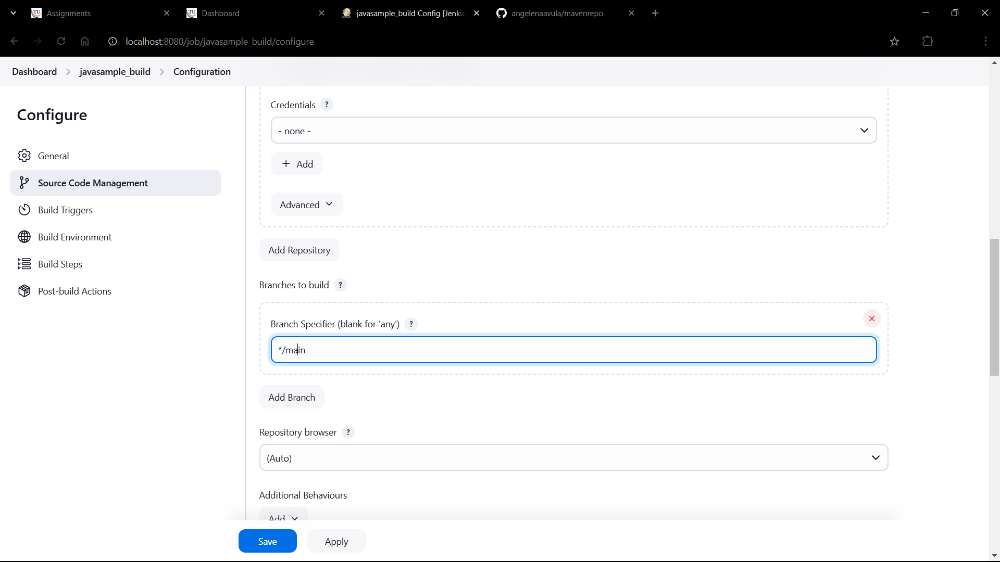 Assignments
Dashboard
javasample_build Config [Jenkin
angelenaavula/mavenrepo
localhost:8080/job/javasample_build/configure
Dashboard > javasample_build > Configuration
Configure
General
Source Code Management
Build Triggers
Build Environment
Build Steps
Post-build Actions
Credentials ?
- none -
+ Add
Advanced
Add Repository
Branches to build ?
Branch Specifier (blank for 'any') ?
*/main
Add Branch
Repository browser ?
(Auto)
Additional Behaviours
Add
Save
Apply